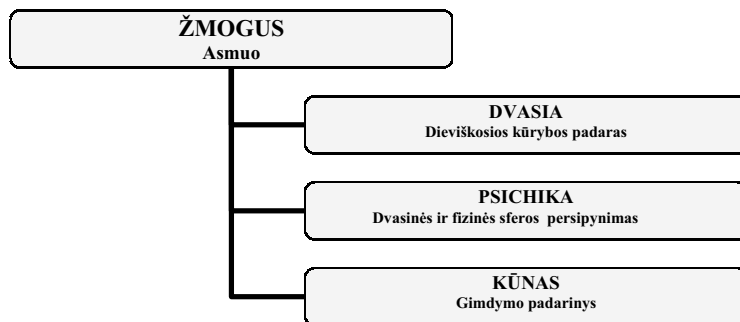 ŽMOGUS
Asmuo
DVASIA
Dieviškosios kūrybos padaras
PSICHIKA
Dvasinės ir fizinės sferos persipynimas
KŪNAS
Gimdymo padarinys